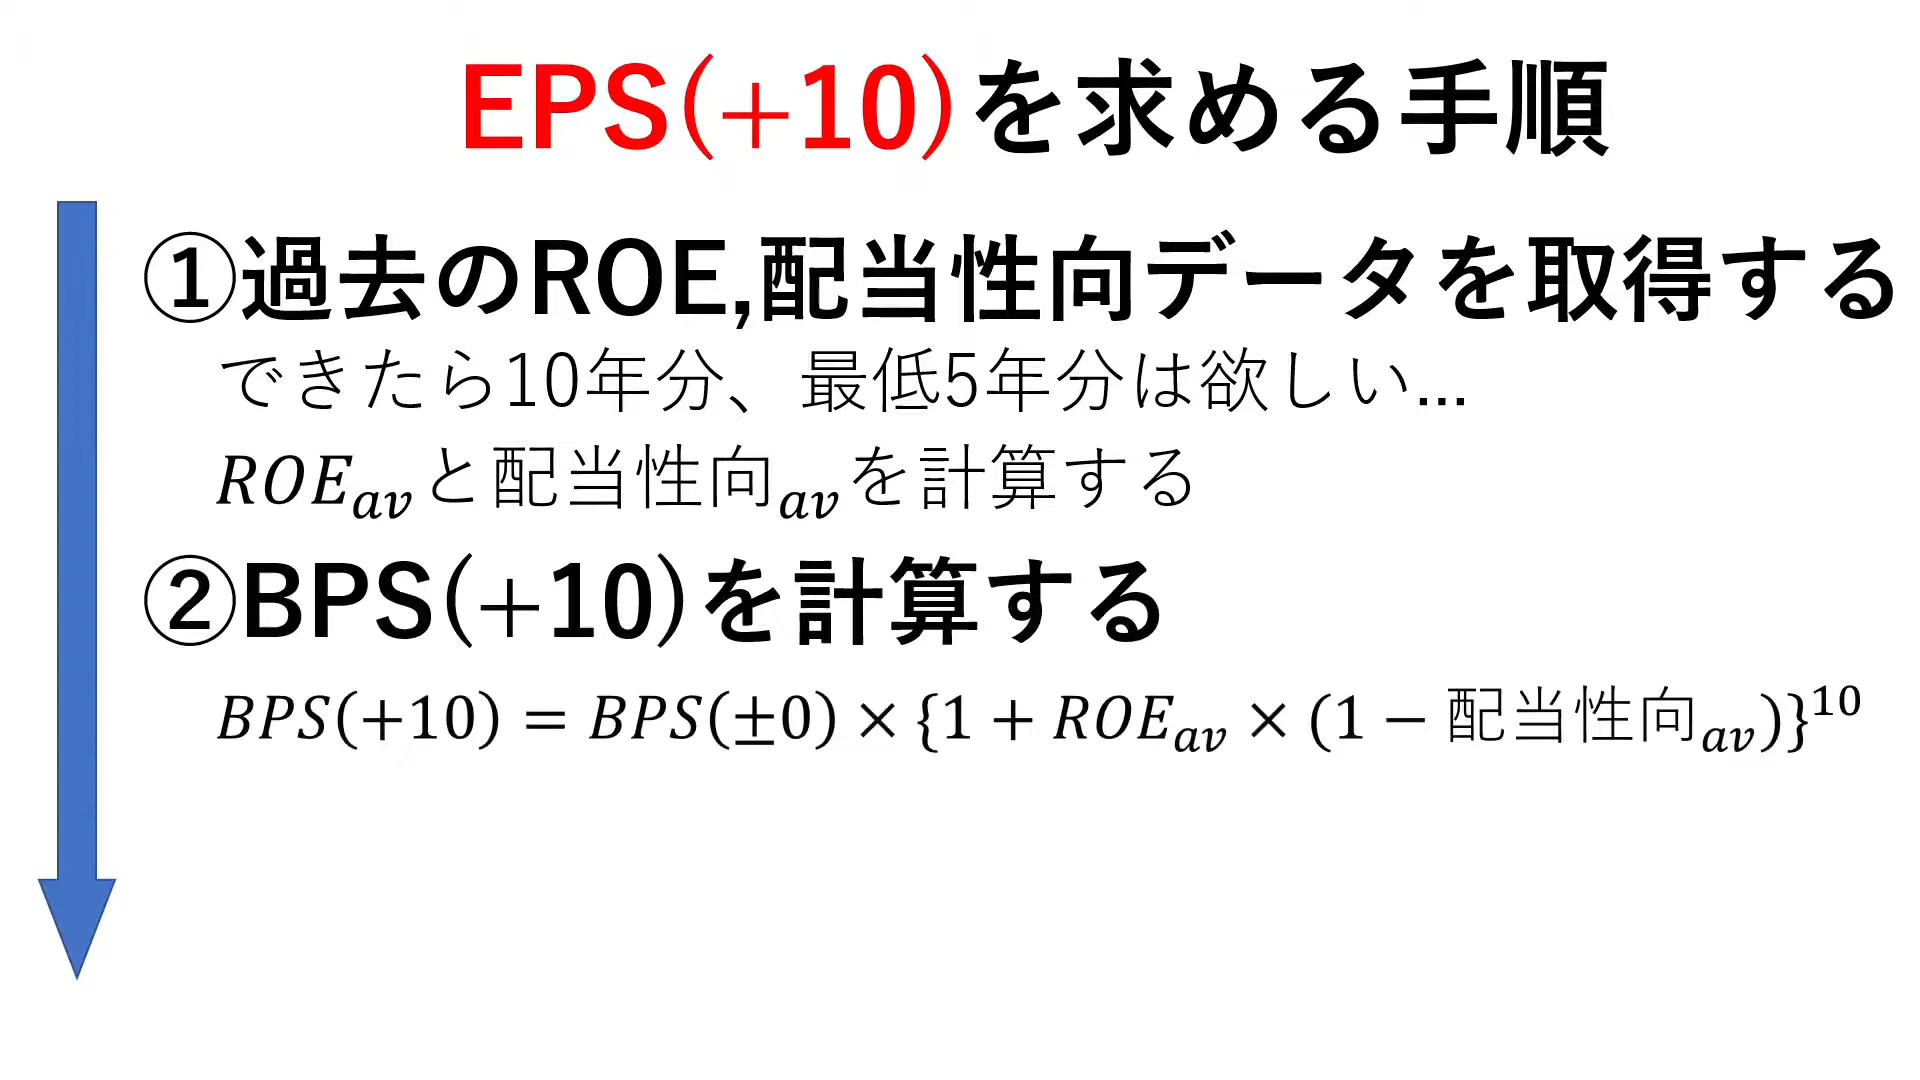 EPS(+10)を求める手順
①過去のROE,配当性向データを取得する
できたら10年分、最低5年分は欲しい...
ROEavと配当性向avを計算する
②BPS(+10)を計算する
BPS(+10) = BPS(±0) × {1 + ROEav × (1 − 配当性向av)}^10